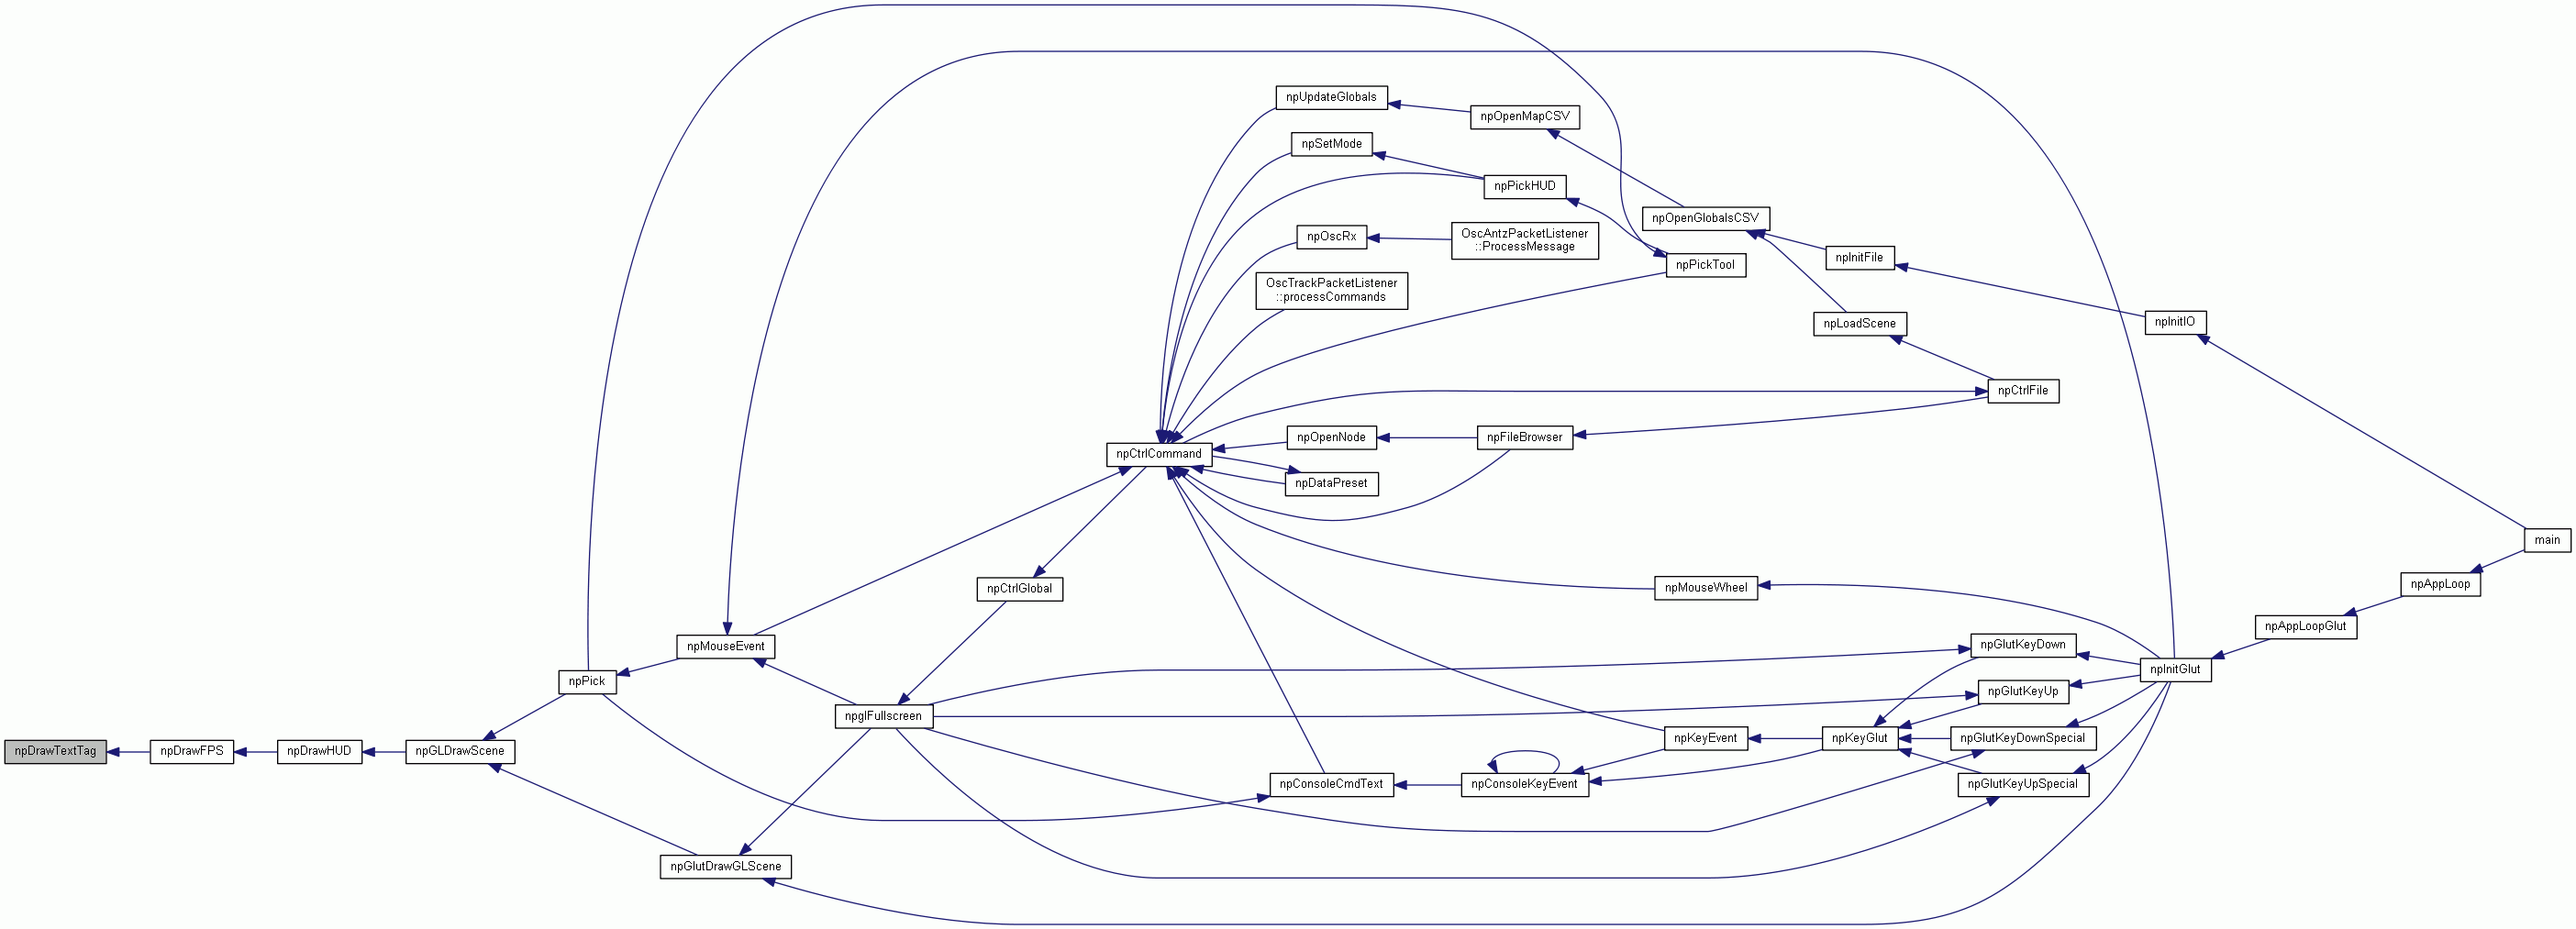 npUpdateGlobals
npOpenMapCSV
npSetMode
npPickHUD
npOpenGlobalsCSV
npOscRx
OscAntzPacketListener
::ProcessMessage
npInitFile
npPickTool
OscTrackPacketListener
::processCommands
npLoadScene
npInitIO
npCtrlFile
npOpenNode
npFileBrowser
npCtrlCommand
npDataPreset
main
npCtrlGlobal
npMouseWheel
npAppLoop
npAppLoopGlut
npMouseEvent
npGlutKeyDown
npInitGlut
npPick
npGlutKeyUp
npglFullscreen
npKeyEvent
npKeyGlut
npGlutKeyDownSpecial
npDrawTextTag
npDrawFPS
npDrawHUD
npGLDrawScene
npConsoleCmdText
npConsoleKeyEvent
npGlutKeyUpSpecial
npGlutDrawGLScene